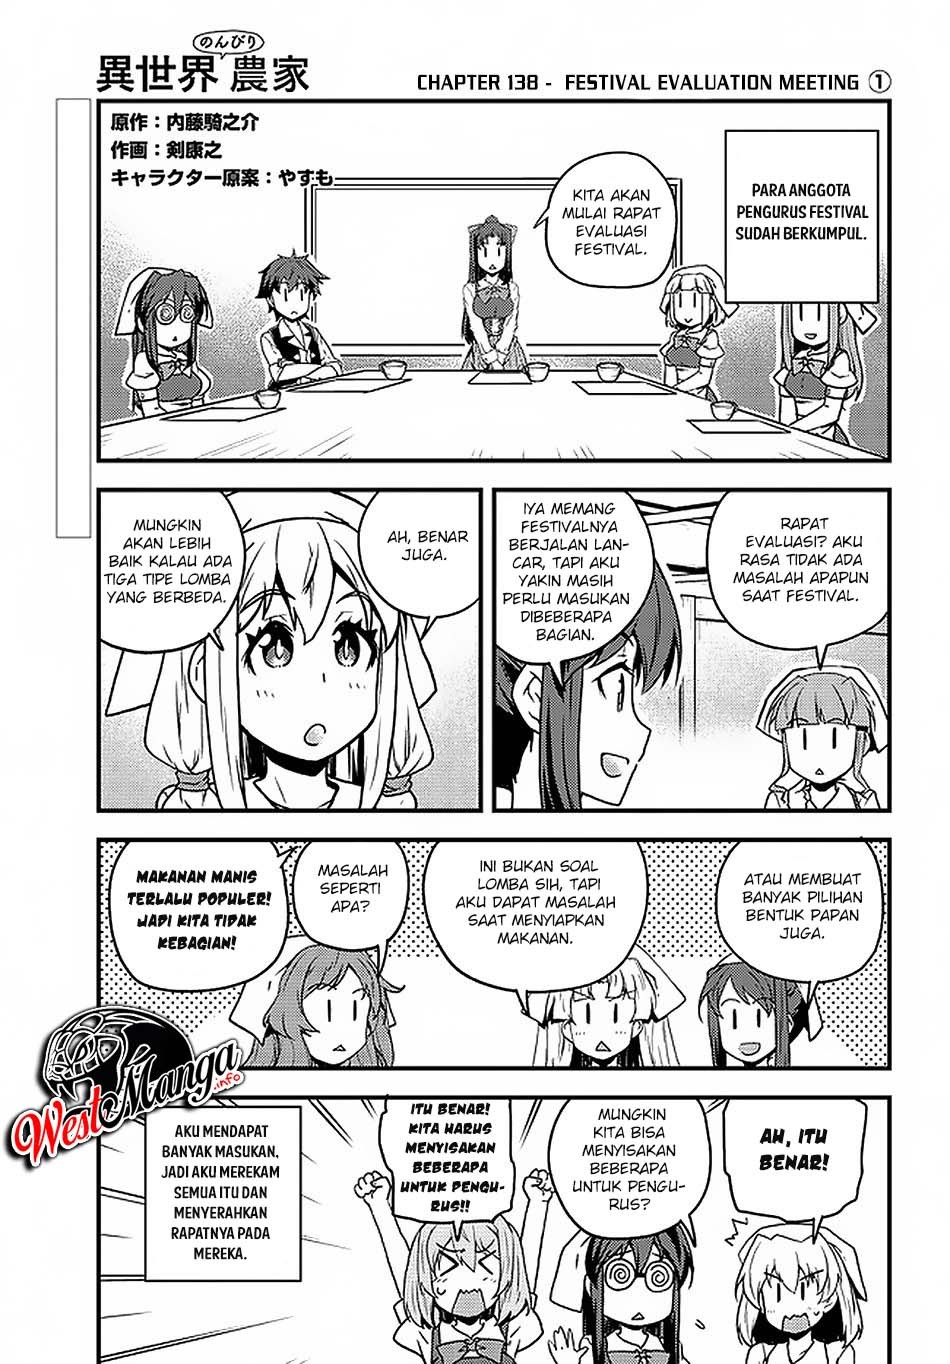 のんびり
異世界 農家
CHAPTER 138 - FESTIVAL EVALUATION MEETING ①
原作：内藤騎之介
作画：剣康之
キャラクター原案：やすも
PARA ANGGOTA
PENGURUS FESTIVAL
SUDAH BERKUMPUL.
KITA AKAN
MULAI RAPAT
EVALUASI
FESTIVAL.
RAPAT
EVALUASI? AKU
RASA TIDAK ADA
MASALAH APAPUN
SAAT FESTIVAL.
IYA MEMANG
FESTIVALNYA
BERJALAN LAN-
CAR, TAPI AKU
YAKIN MASIH
PERLU MASUKAN
DIBEBERAPA
BAGIAN.
AH, BENAR
JUGA.
MUNGKIN
AKAN LEBIH
BAIK KALAU ADA
TIGA TIPE LOMBA
YANG BERBEDA.
ATAU MEMBUAT
BANYAK PILIHAN
BENTUK PAPAN
JUGA.
INI BUKAN SOAL
LOMBA SIH, TAPI
AKU DAPAT MASALAH
SAAT MENYIAPKAN
MAKANAN.
MASALAH
SEPERTI
APA?
MAKANAN MANIS
TERLALU POPULER!
JADI KITA TIDAK
KEBAGIAN!
AH, ITU
BENAR!
MUNGKIN
KITA BISA
MENYISAKAN
BEBERAPA
UNTUK PENGU-
RUS?
ITU BENAR!
KITA HARUS
MENYISAKAN
BEBERAPA
UNTUK PENGU-
RUS!!
AKU MENDAPAT
BANYAK MASUKAN,
JADI AKU MEREKAM
SEMUA ITU DAN
MENYERAHKAN
RAPATNYA PADA
MEREKA.
WestManga
.info